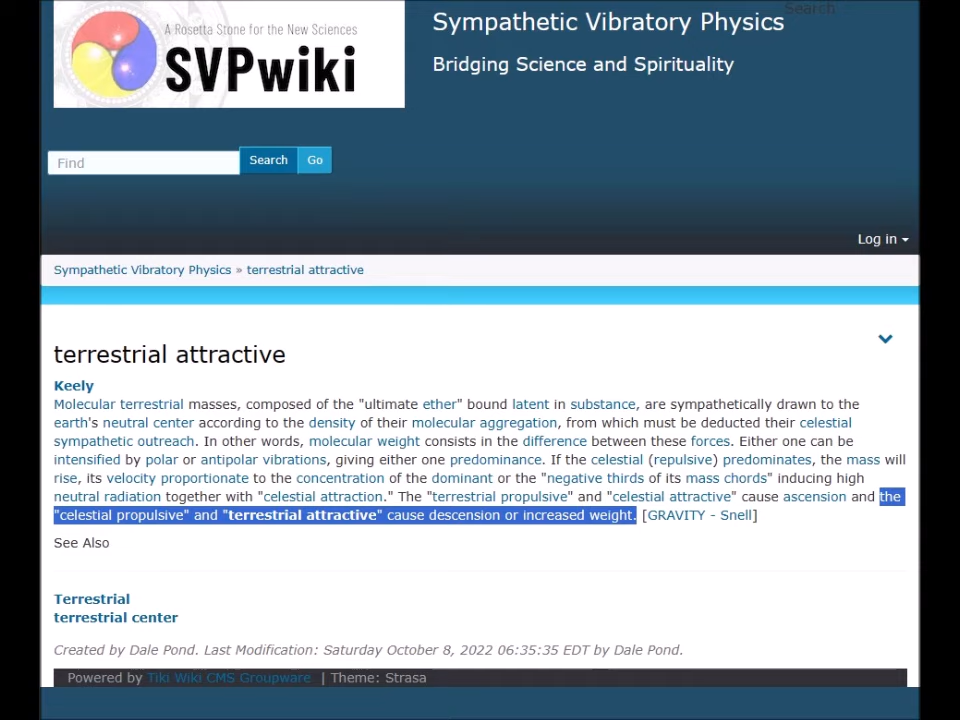 Search
A Rosetta Stone for the New Sciences
SVPwiki
Sympathetic Vibratory Physics
Bridging Science and Spirituality
Find
Search Go
Log in
Sympathetic Vibratory Physics » terrestrial attractive
terrestrial attractive
Keely
Molecular terrestrial masses, composed of the "ultimate ether" bound latent in substance, are sympathetically drawn to the
earth's neutral center according to the density of their molecular aggregation, from which must be deducted their celestial
sympathetic outreach. In other words, molecular weight consists in the difference between these forces. Either one can be
intensified by polar or antipolar vibrations, giving either one predominance. If the celestial (repulsive) predominates, the mass will
rise, its velocity proportionate to the concentration of the dominant or the "negative thirds of its mass chords" inducing high
neutral radiation together with "celestial attraction." The "terrestrial propulsive" and "celestial attractive" cause ascension and the
"celestial propulsive" and "terrestrial attractive" cause descension or increased weight. [GRAVITY - Snell]
See Also
Terrestrial
terrestrial center
Created by Dale Pond. Last Modification: Saturday October 8, 2022 06:35:35 EDT by Dale Pond.
Powered by Tiki Wiki CMS Groupware | Theme: Strasa